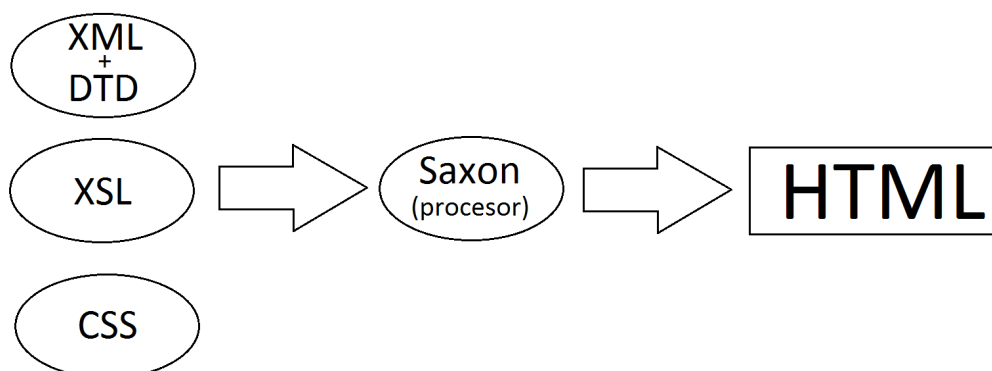 XML
+
DTD
XSL
CSS
Saxon
(procesor)
HTML